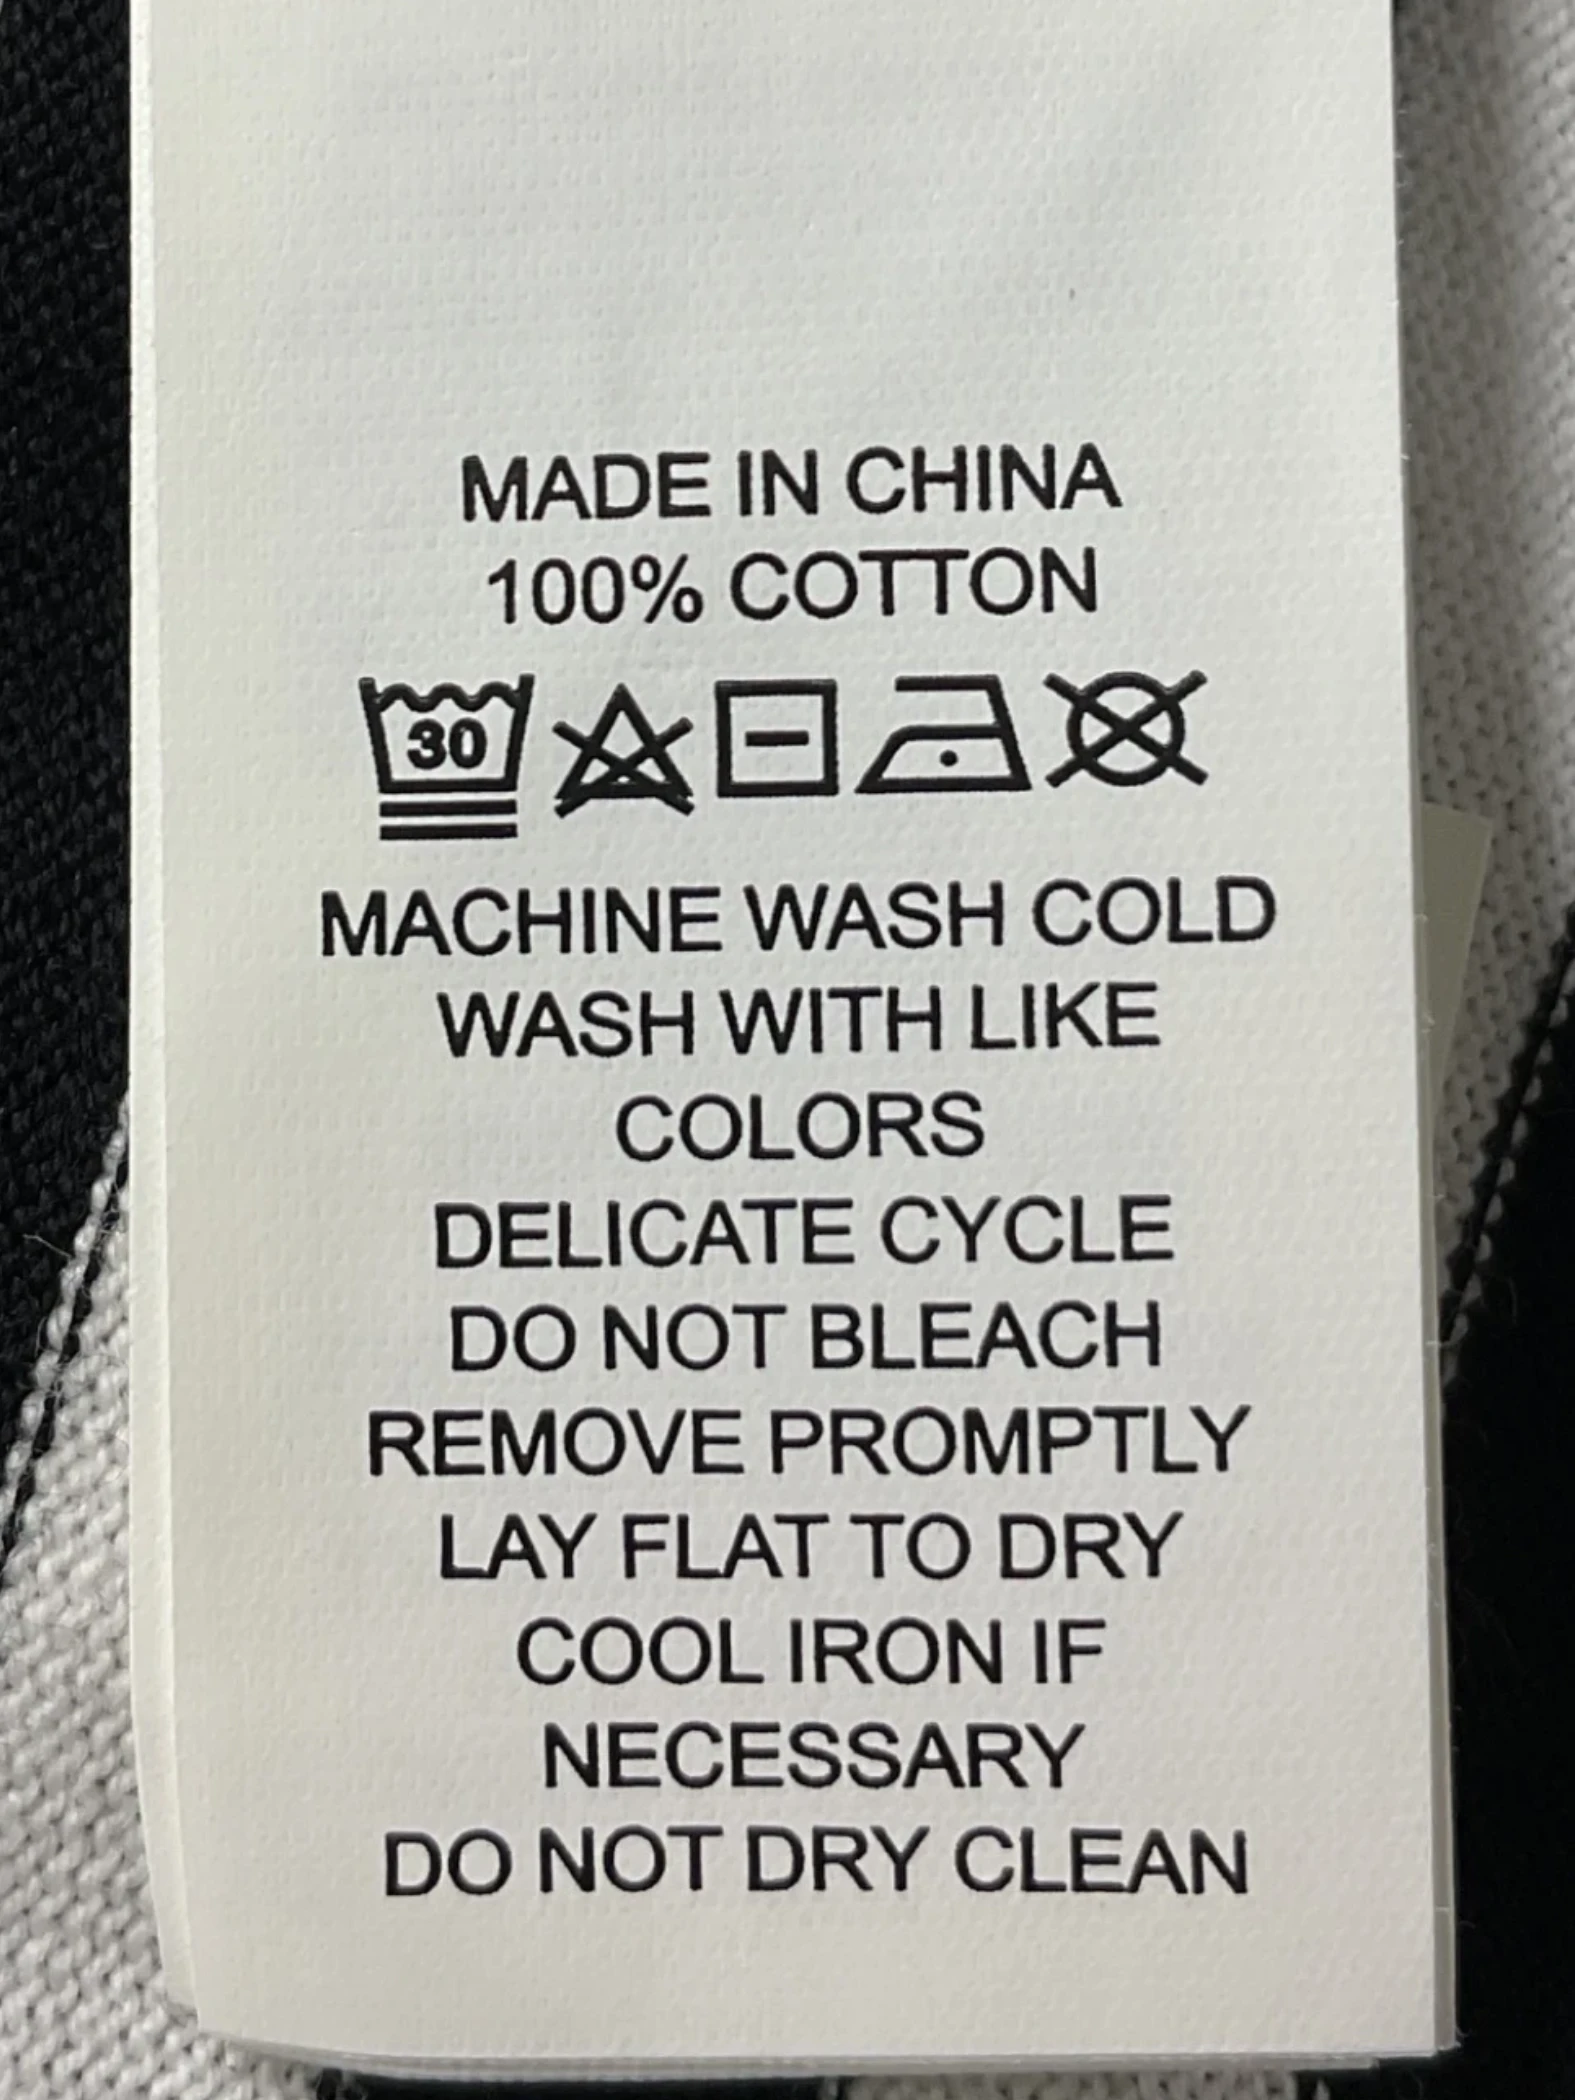 MADE IN CHINA
100% COTTON
30
MACHINE WASH COLD
WASH WITH LIKE
COLORS
DELICATE CYCLE
DO NOT BLEACH
REMOVE PROMPTLY
LAY FLAT TO DRY
COOL IRON IF
NECESSARY
DO NOT DRY CLEAN